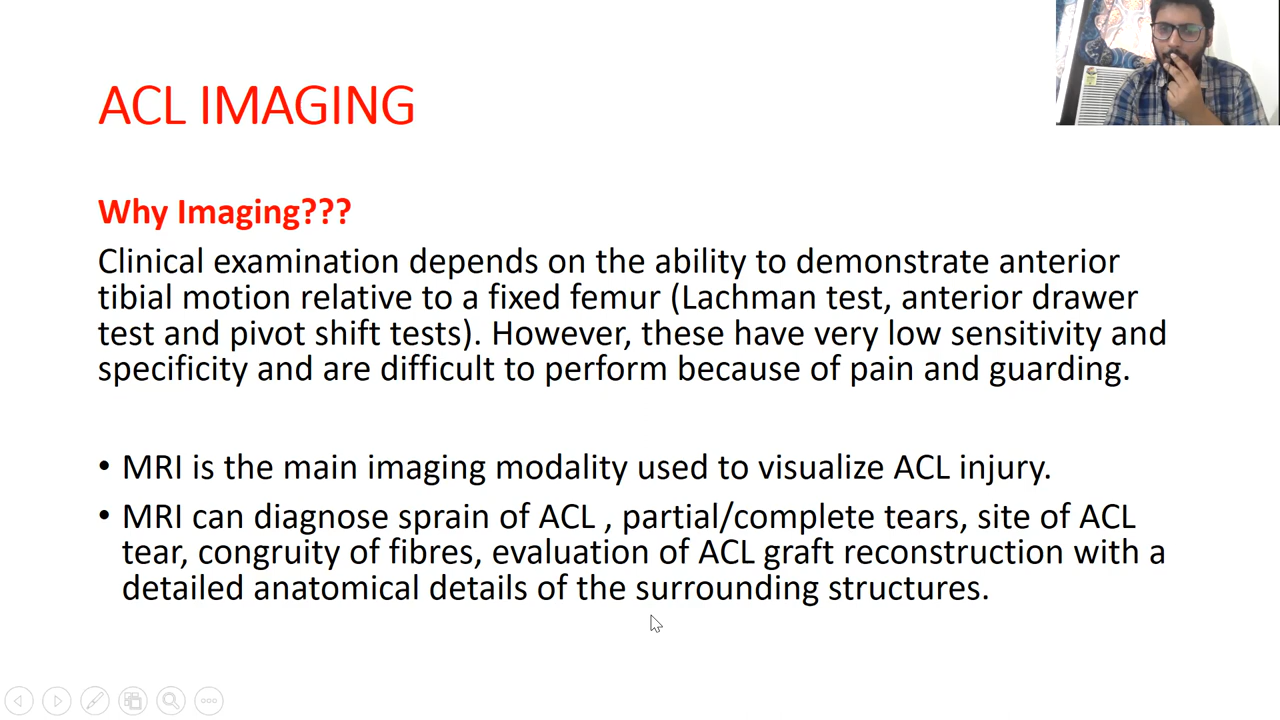 ACL IMAGING
Why Imaging???
Clinical examination depends on the ability to demonstrate anterior
tibial motion relative to a fixed femur (Lachman test, anterior drawer
test and pivot shift tests). However, these have very low sensitivity and
specificity and are difficult to perform because of pain and guarding.
• MRI is the main imaging modality used to visualize ACL injury.
• MRI can diagnose sprain of ACL , partial/complete tears, site of ACL
tear, congruity of fibres, evaluation of ACL graft reconstruction with a
detailed anatomical details of the surrounding structures.